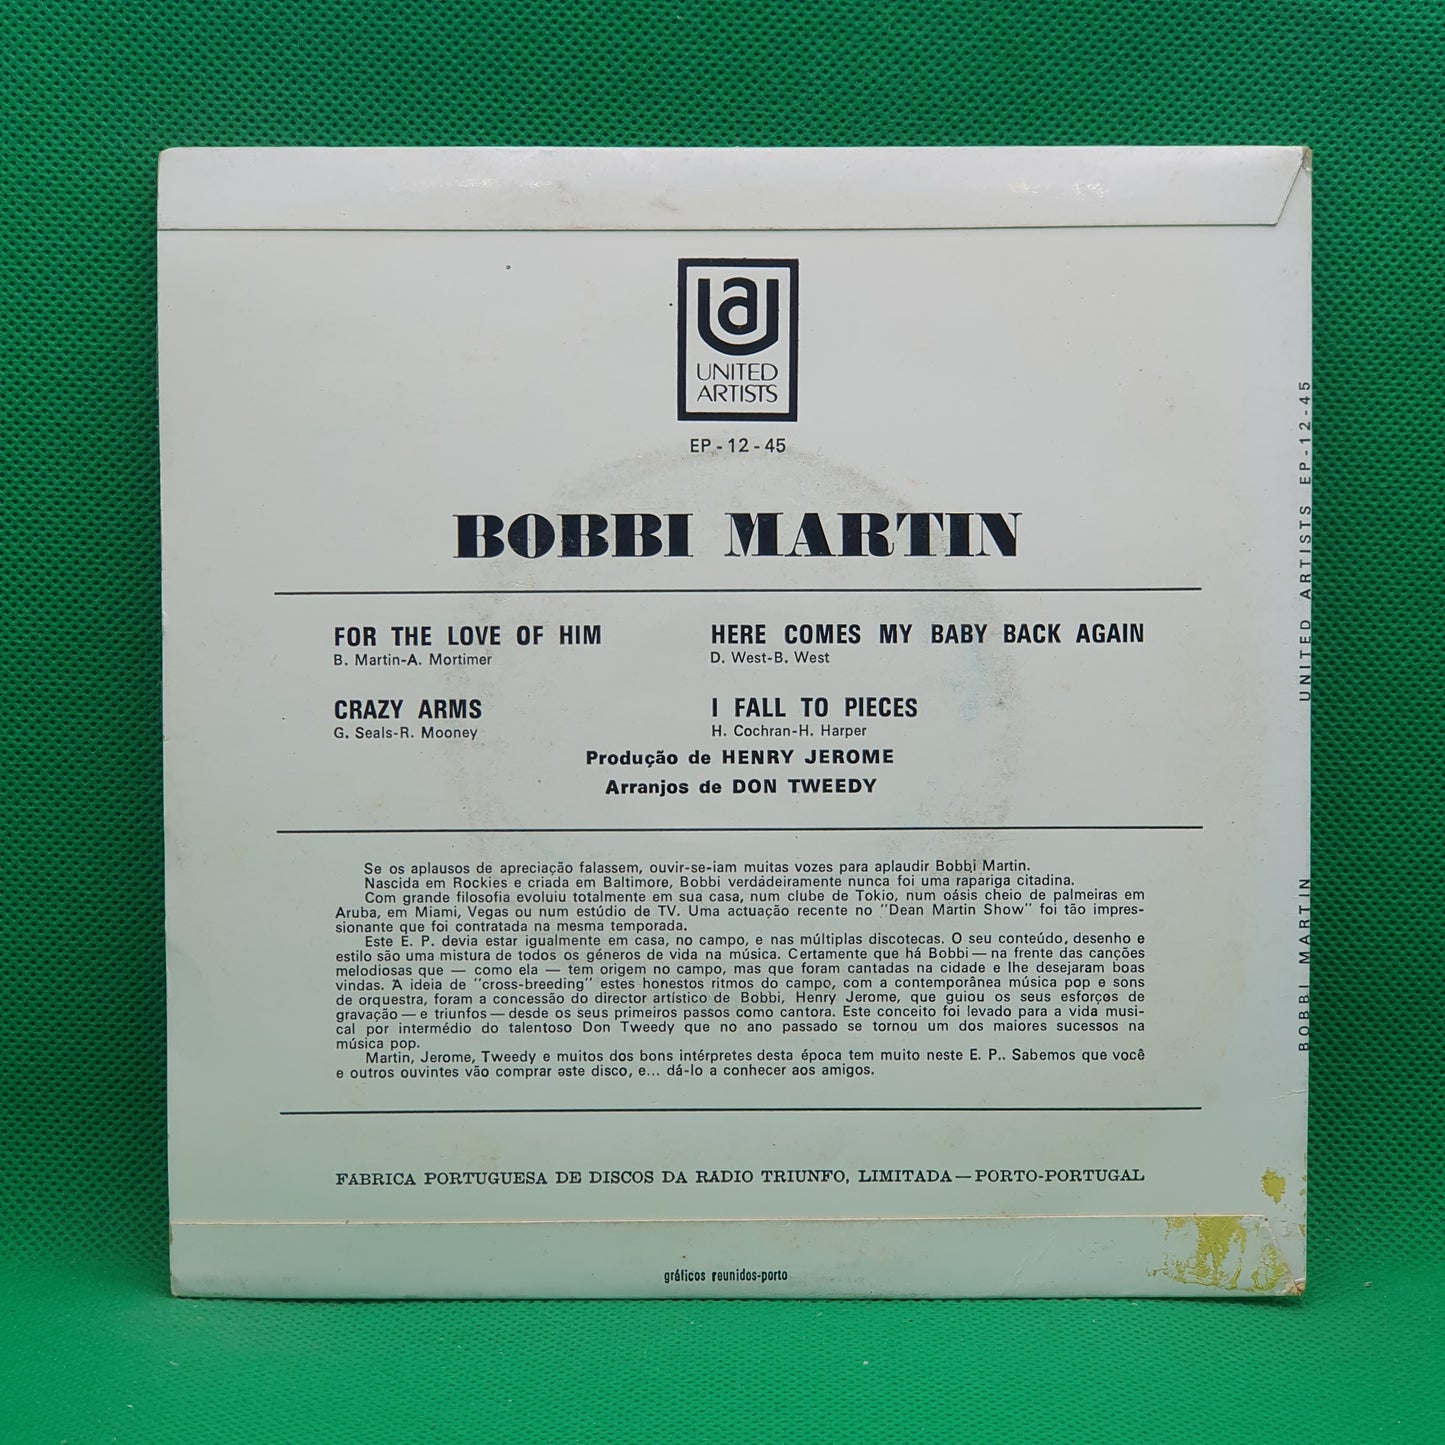 ua
UNITED
ARTISTS
EP - 12 - 45
BOBBI MARTIN
FOR THE LOVE OF HIM
B. Martin-A. Mortimer
CRAZY ARMS
G. Seals-R. Mooney
HERE COMES MY BABY BACK AGAIN
D. West-B. West
I FALL TO PIECES
H. Cochran-H. Harper
Produção de HENRY JEROME
Arranjos de DON TWEEDY
Se os aplausos de apreciação falassem, ouvir-se-iam muitas vozes para aplaudir Bobbi Martin.
Nascida em Rockies e criada em Baltimore, Bobbi verdádeiramente nunca foi uma rapariga citadina.
Com grande filosofia evoluiu totalmente em sua casa, num clube de Tokio, num oásis cheio de palmeiras em
Aruba, em Miami, Vegas ou num estúdio de TV. Uma actuação recente no "Dean Martin Show" foi tão impres-
sionante que foi contratada na mesma temporada.
Este E. P. devia estar igualmente em casa, no campo, e nas múltiplas discotecas. O seu conteúdo, desenho e
estilo são uma mistura de todos os géneros de vida na música. Certamente que há Bobbi — na frente das canções
melodiosas que — como ela — tem origem no campo, mas que foram cantadas na cidade e lhe desejaram boas
vindas. A ideia de "cross-breeding" estes honestos ritmos do campo, com a contemporânea música pop e sons
de orquestra, foram a concessão do director artístico de Bobbi, Henry Jerome, que guiou os seus esforços de
gravação — e triunfos — desde os seus primeiros passos como cantora. Este conceito foi levado para a vida musi-
cal por intermédio do talentoso Don Tweedy que no ano passado se tornou um dos maiores sucessos na
música pop.
Martin, Jerome, Tweedy e muitos dos bons intérpretes desta época tem muito neste E. P.. Sabemos que você
e outros ouvintes vão comprar este disco, e... dá-lo a conhecer aos amigos.
FÁBRICA PORTUGUESA DE DISCOS DA RÁDIO TRIUNFO, LIMITADA — PORTO-PORTUGAL
gráficos reunidos-porto
BOBBI MARTIN UNITED ARTISTS EP-12-45